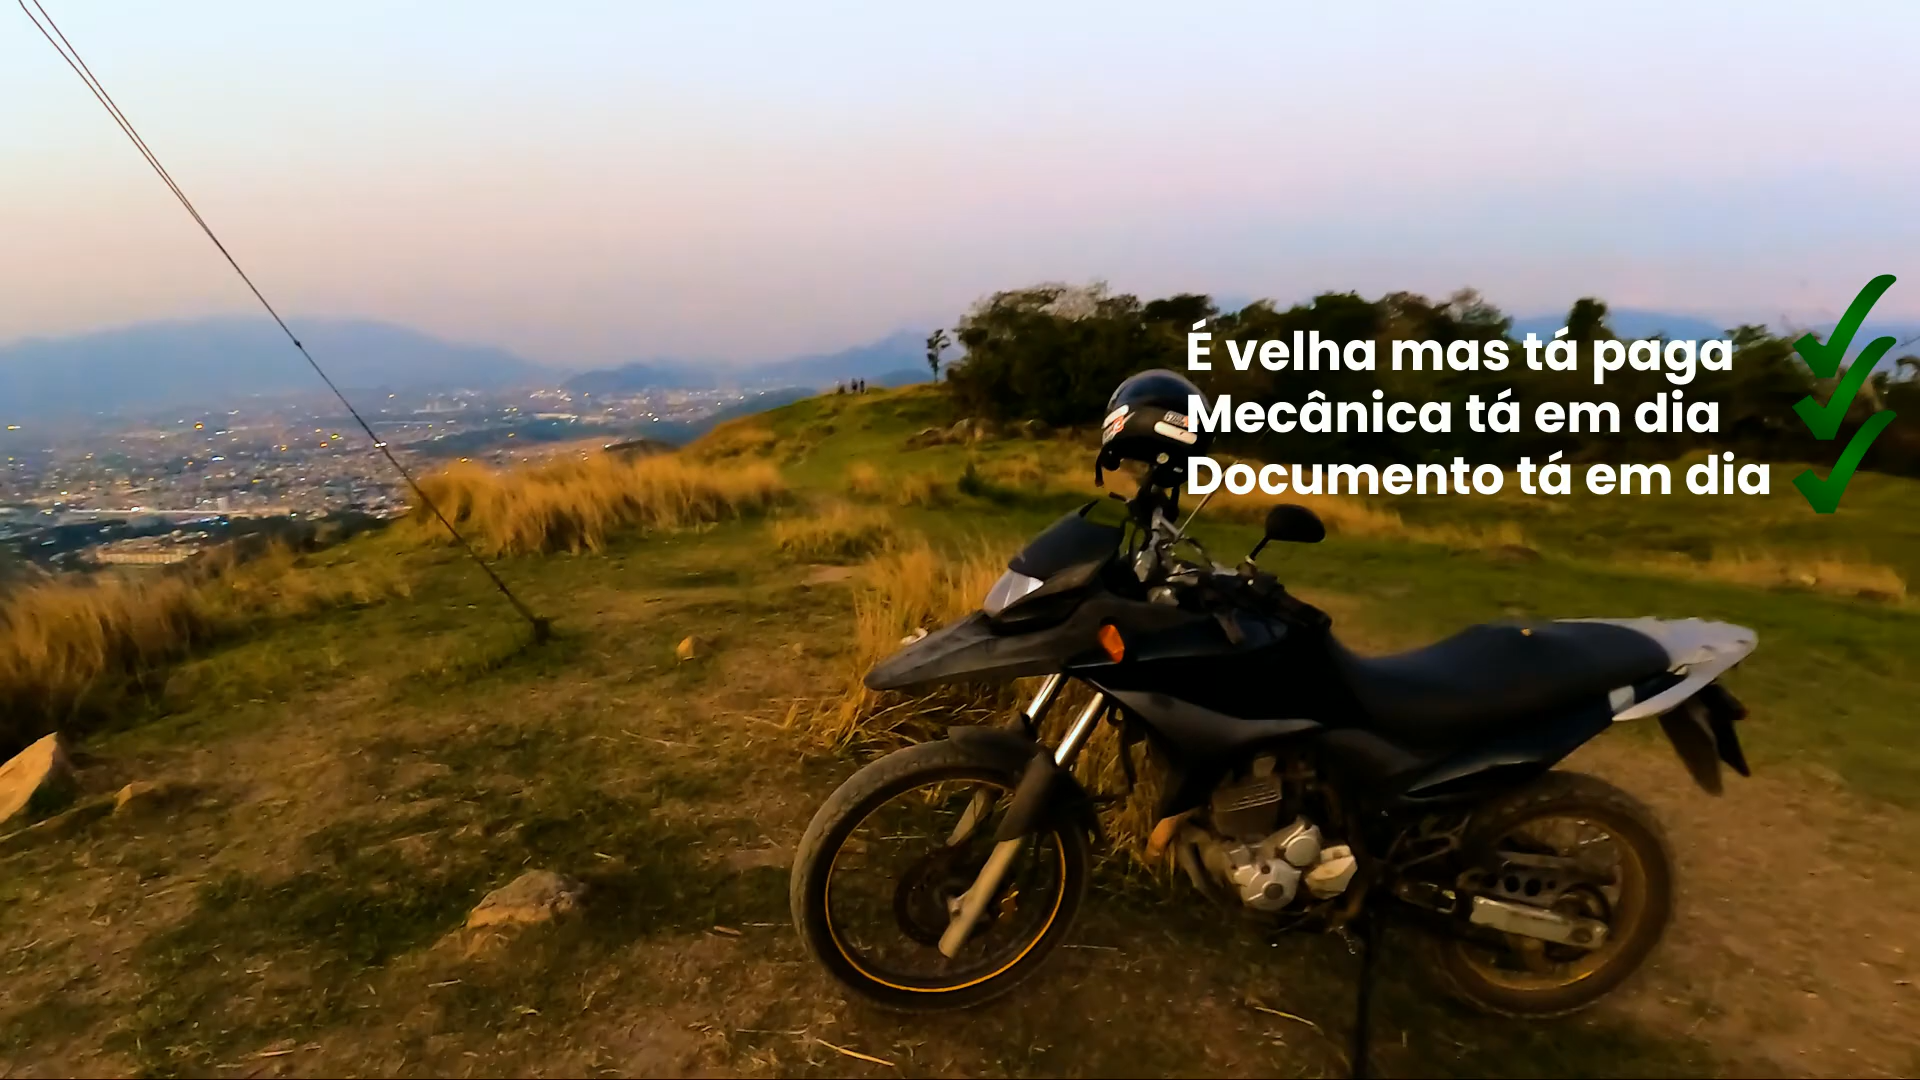 É velha mas tá paga
Mecânica tá em dia
Documento tá em dia